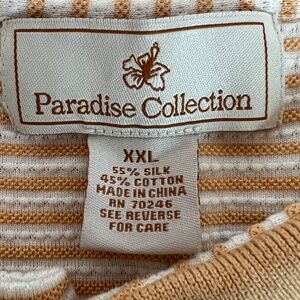 Paradise Collection
XXL
55% SILK
45% COTTON
MADE IN CHINA
RN 70246
SEE REVERSE
FOR CARE